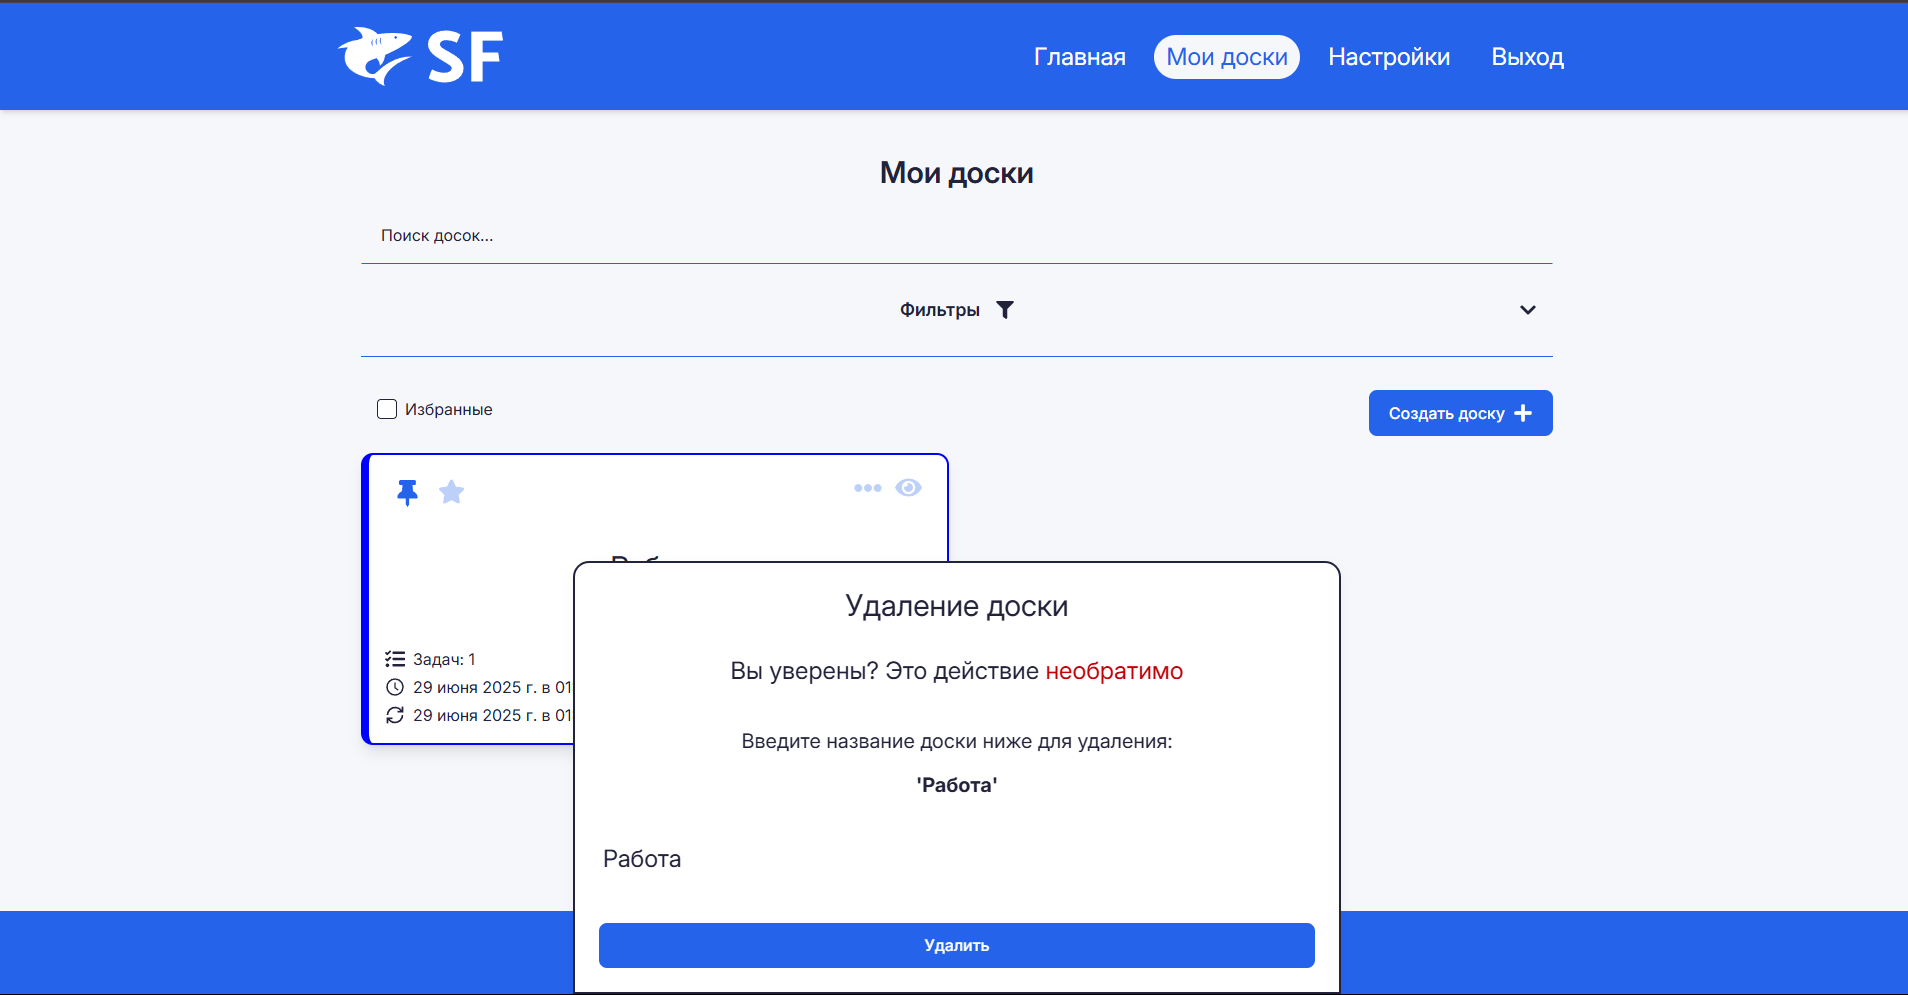 SF
Главная Мои доски Настройки Выход
Мои доски
Поиск досок...
Фильтры
Избранные
Создать доску
Задач: 1
29 июня 2025 г. в 01
29 июня 2025 г. в 01
Удаление доски
Вы уверены? Это действие необратимо
Введите название доски ниже для удаления:
'Работа'
Работа
Удалить